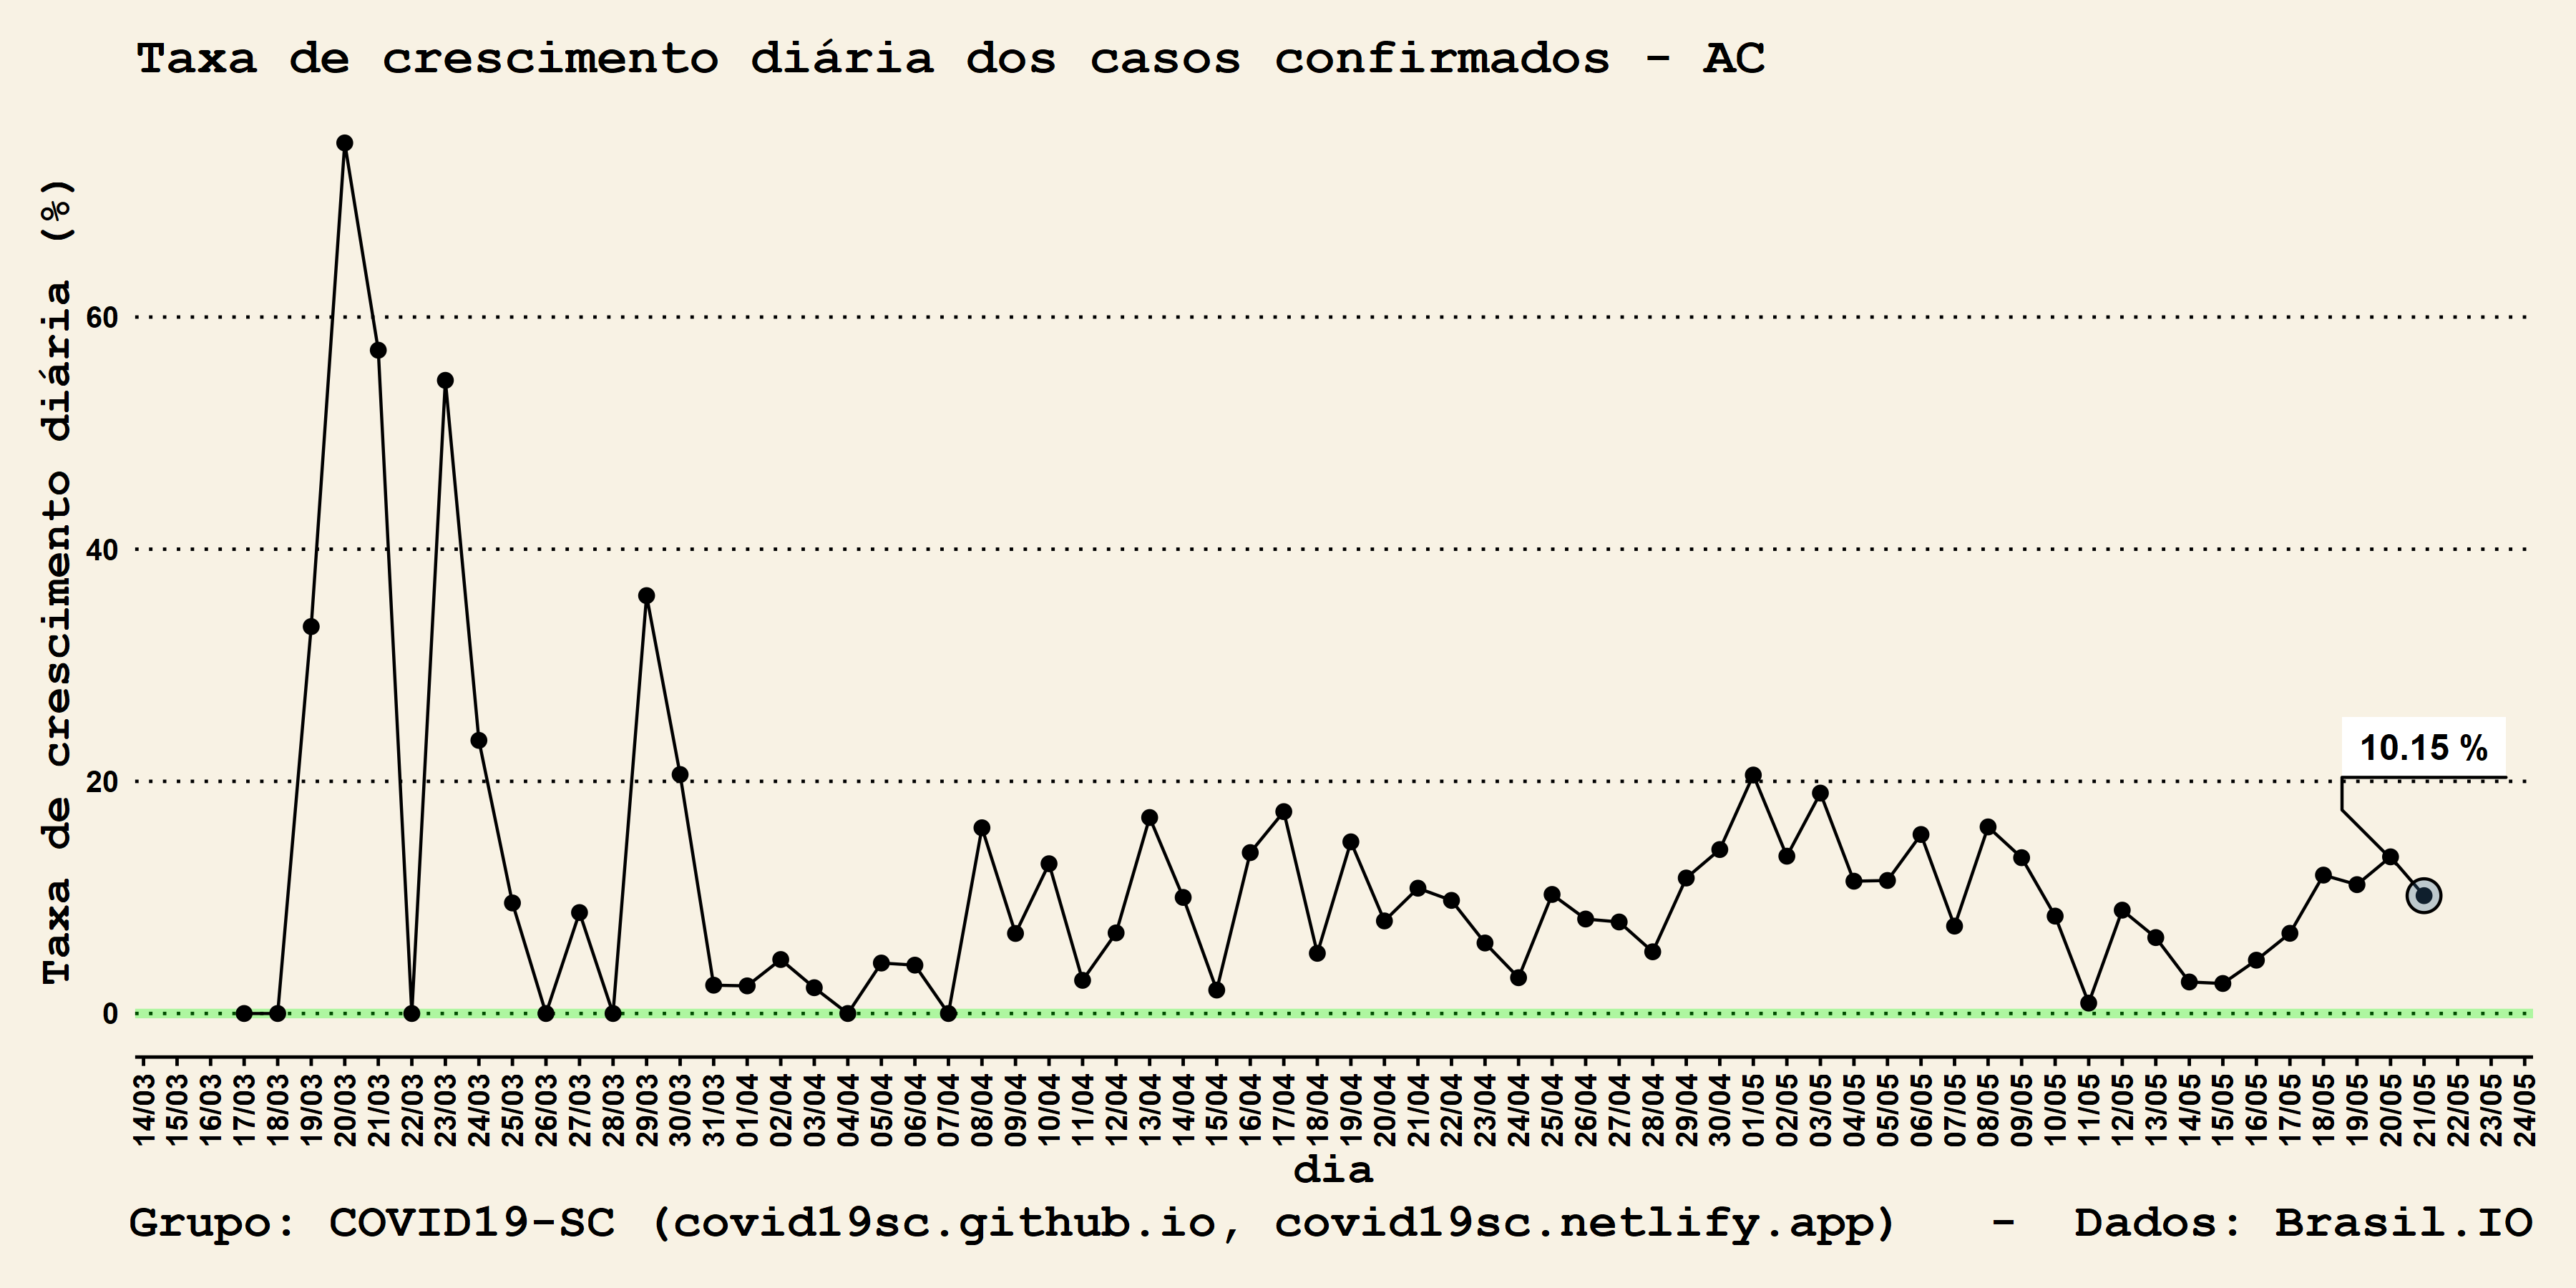 Taxa de crescimento diária dos casos confirmados - AC
Taxa de crescimento diária (%)
60
40
20
0
10.15 %
14/03 15/03 16/03 17/03 18/03 19/03 20/03 21/03 22/03 23/03 24/03 25/03 26/03 27/03 28/03 29/03 30/03 31/03 01/04 02/04 03/04 04/04 05/04 06/04 07/04 08/04 09/04 10/04 11/04 12/04 13/04 14/04 15/04 16/04 17/04 18/04 19/04 20/04 21/04 22/04 23/04 24/04 25/04 26/04 27/04 28/04 29/04 30/04 01/05 02/05 03/05 04/05 05/05 06/05 07/05 08/05 09/05 10/05 11/05 12/05 13/05 14/05 15/05 16/05 17/05 18/05 19/05 20/05 21/05 22/05 23/05 24/05
dia
Grupo: COVID19-SC (covid19sc.github.io, covid19sc.netlify.app) - Dados: Brasil.IO